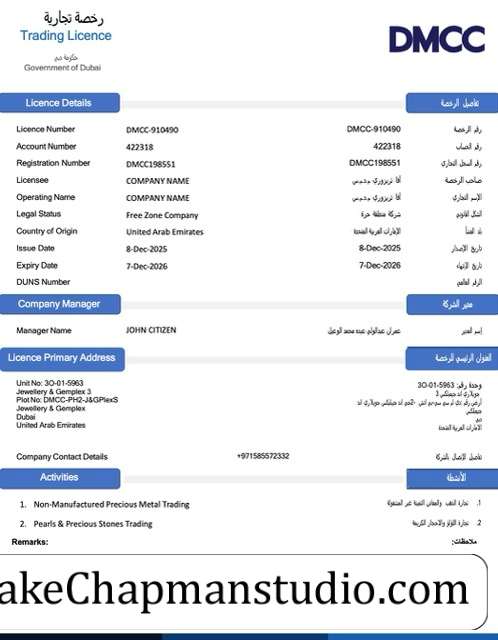 رخصة تجارية
Trading Licence
حكومة دبي
Government of Dubai
DMCC
Licence Details تفاصيل الرخصة
Licence Number DMCC-910490 DMCC-910490 رقم الرخصة
Account Number 422318 422318 رقم الحساب
Registration Number DMCC198551 DMCC198551 رقم السجل التجاري
Licensee COMPANY NAME صاحب الرخصة
Operating Name COMPANY NAME الإسم التجاري
Legal Status Free Zone Company شركة منطقة حرة الشكل القانوني
Country of Origin United Arab Emirates الإمارات العربية المتحدة بلد المنشأ
Issue Date 8-Dec-2025 8-Dec-2025 تاريخ الإصدار
Expiry Date 7-Dec-2026 7-Dec-2026 تاريخ الإنتهاء
DUNS Number الرقم العالمي
Company Manager مدير الشركة
Manager Name JOHN CITIZEN إسم المدير
Licence Primary Address العنوان الرئيسي للرخصة
Unit No: 3O-01-5963 وحدة رقم: 3O-01-5963
Jewellery & Gemplex 3
Plot No: DMCC-PH2-J&GPlexS
Jewellery & Gemplex
Dubai دبي
United Arab Emirates الإمارات العربية المتحدة
Company Contact Details +971585572332 تفاصيل الإتصال بالشركة
Activities الأنشطة
1. Non-Manufactured Precious Metal Trading 1. تجارة الذهب والمعادن الثمينة غير المشغولة
2. Pearls & Precious Stones Trading 2. تجارة اللؤلؤ والاحجار الكريمة
Remarks: ملاحظات:
akeChapmanstudio.com